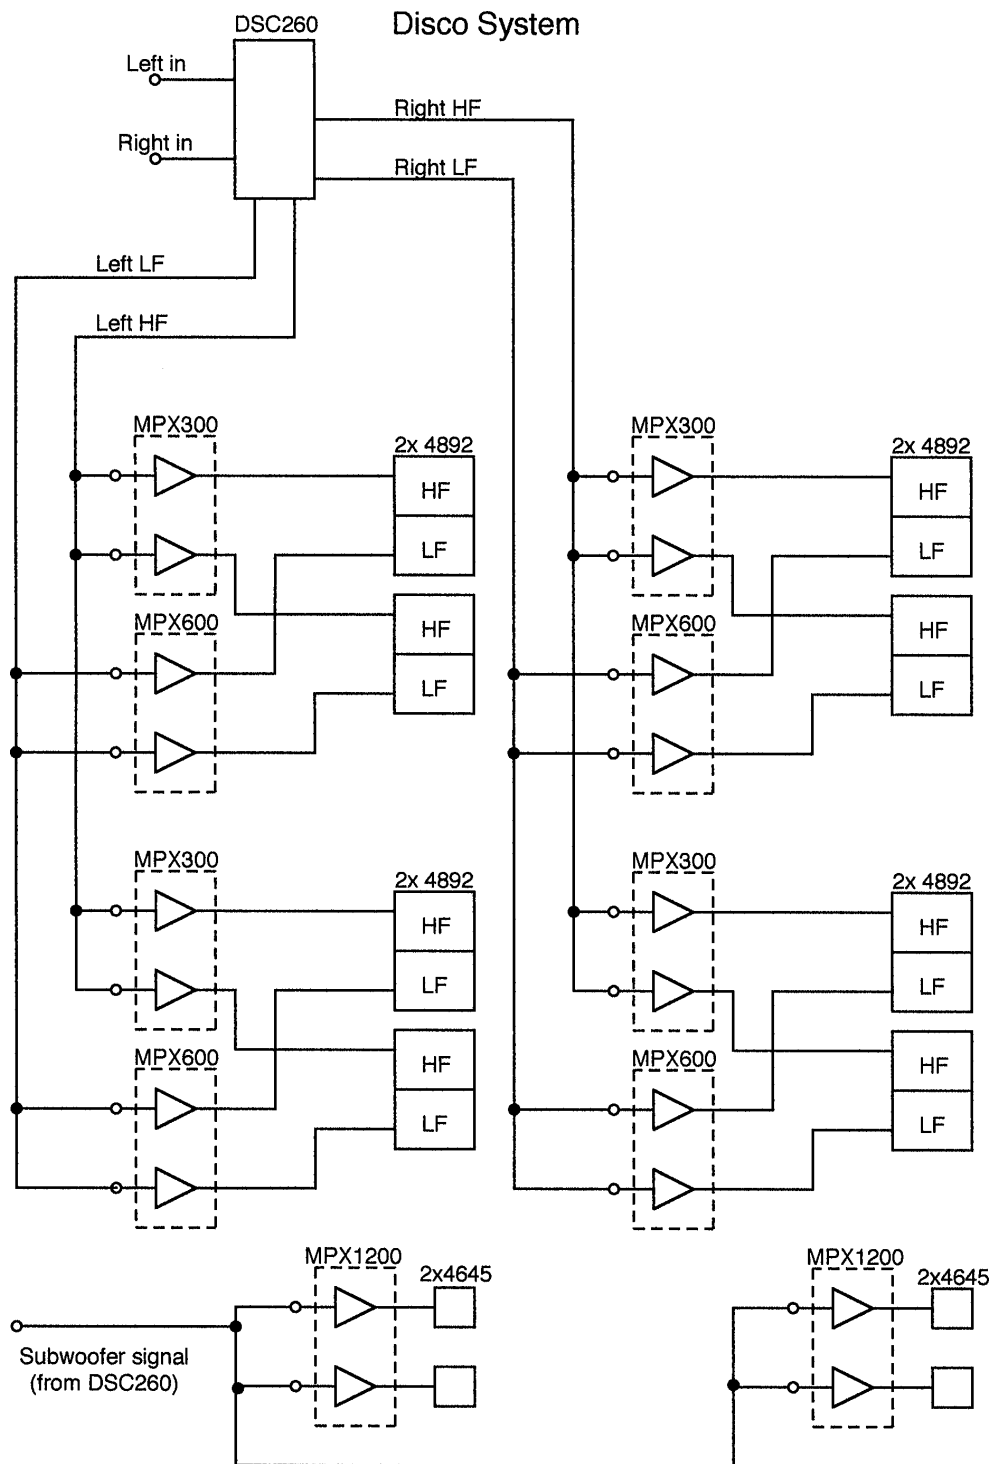 DSC260
Disco System
Left in
Right HF
Right in
Right LF
Left LF
Left HF
MPX300
2x 4892
HF
LF
MPX600
HF
LF
MPX300
2x 4892
HF
LF
MPX600
HF
LF
MPX300
2x 4892
HF
LF
MPX600
HF
LF
MPX300
2x 4892
HF
LF
MPX600
HF
LF
MPX1200
2x4645
Subwoofer signal
(from DSC260)
MPX1200
2x4645